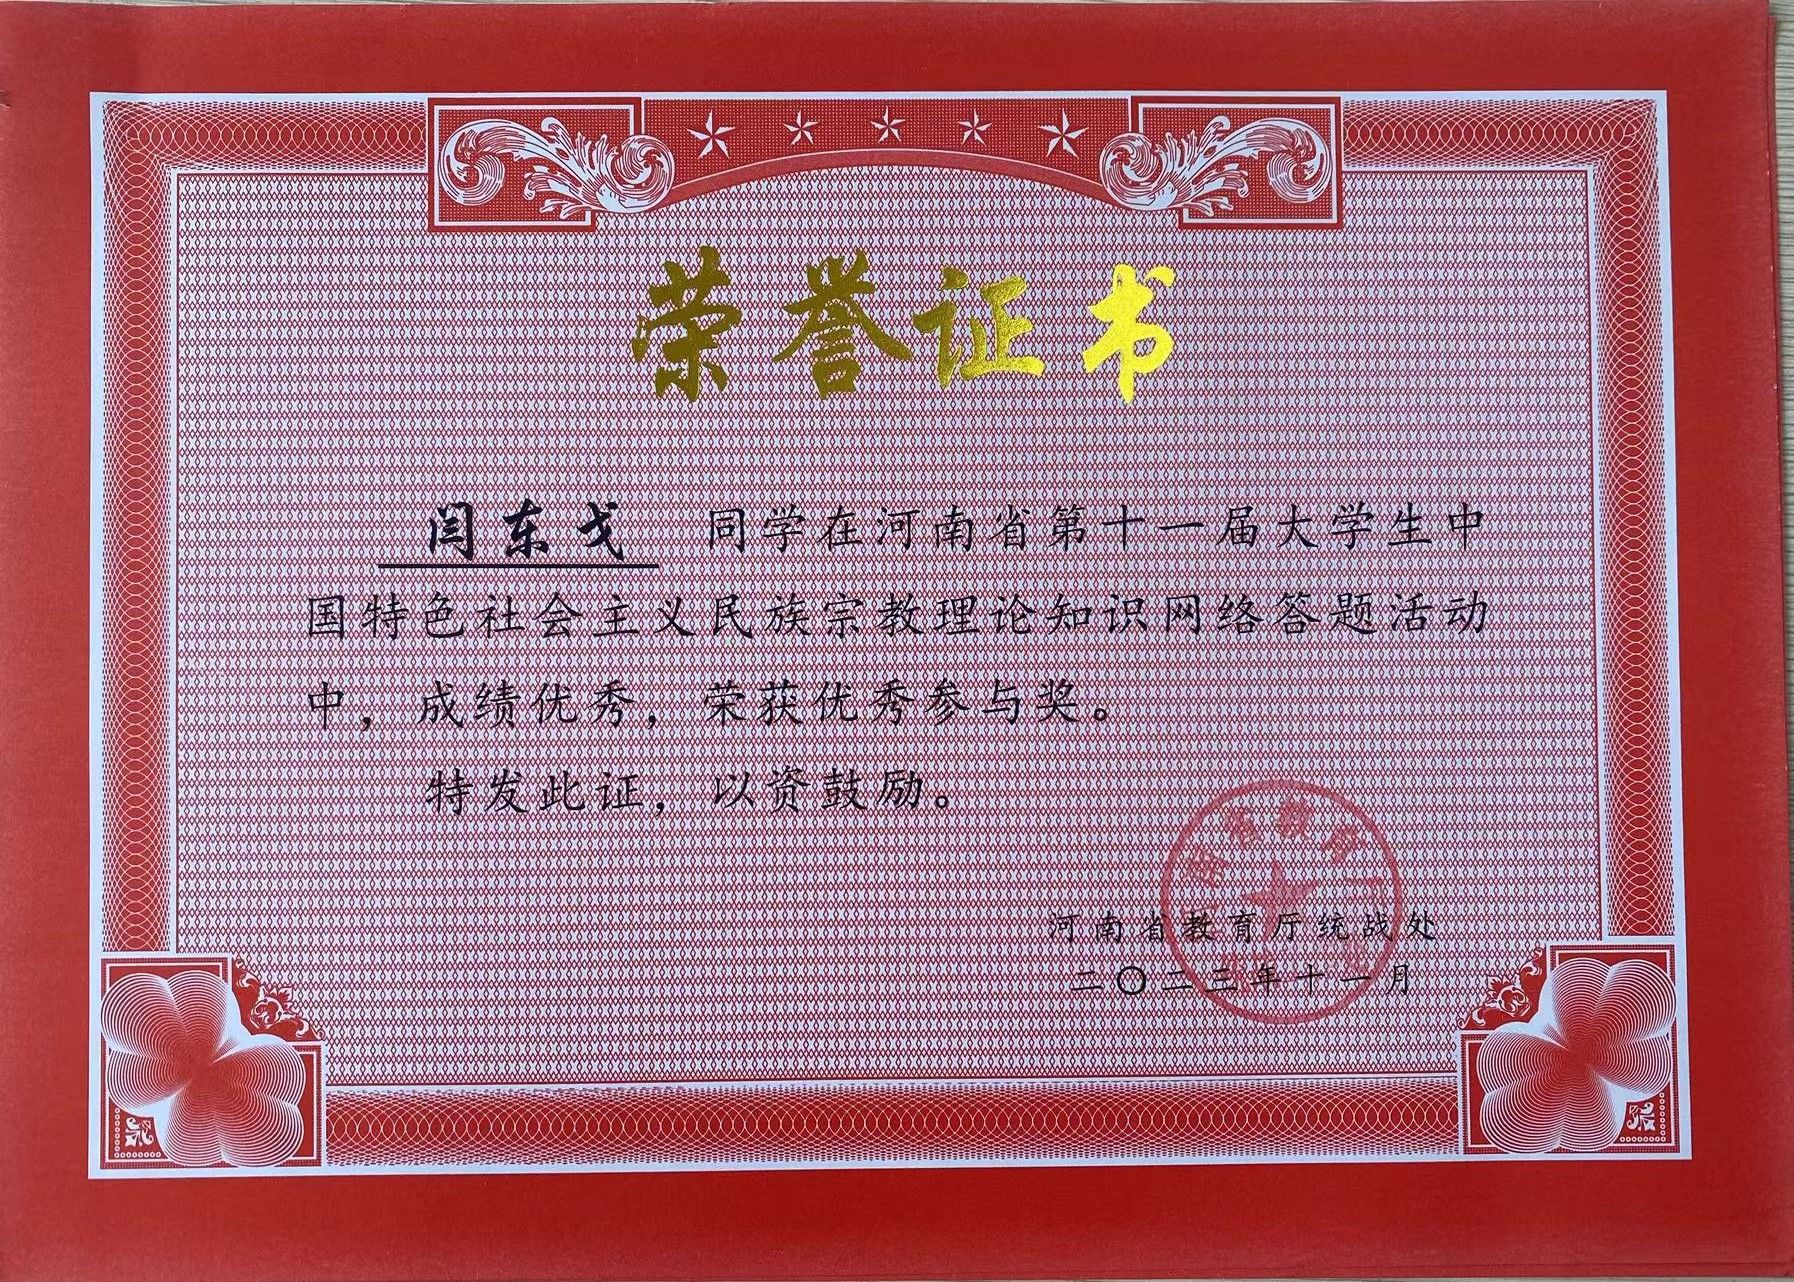 荣誉证书
闫东戈 同学在河南省第十一届大学生中
国特色社会主义民族宗教理论知识网络答题活动
中，成绩优秀，荣获优秀参与奖。
特发此证，以资鼓励。
河南省教育厅统战处
二〇二三年十一月